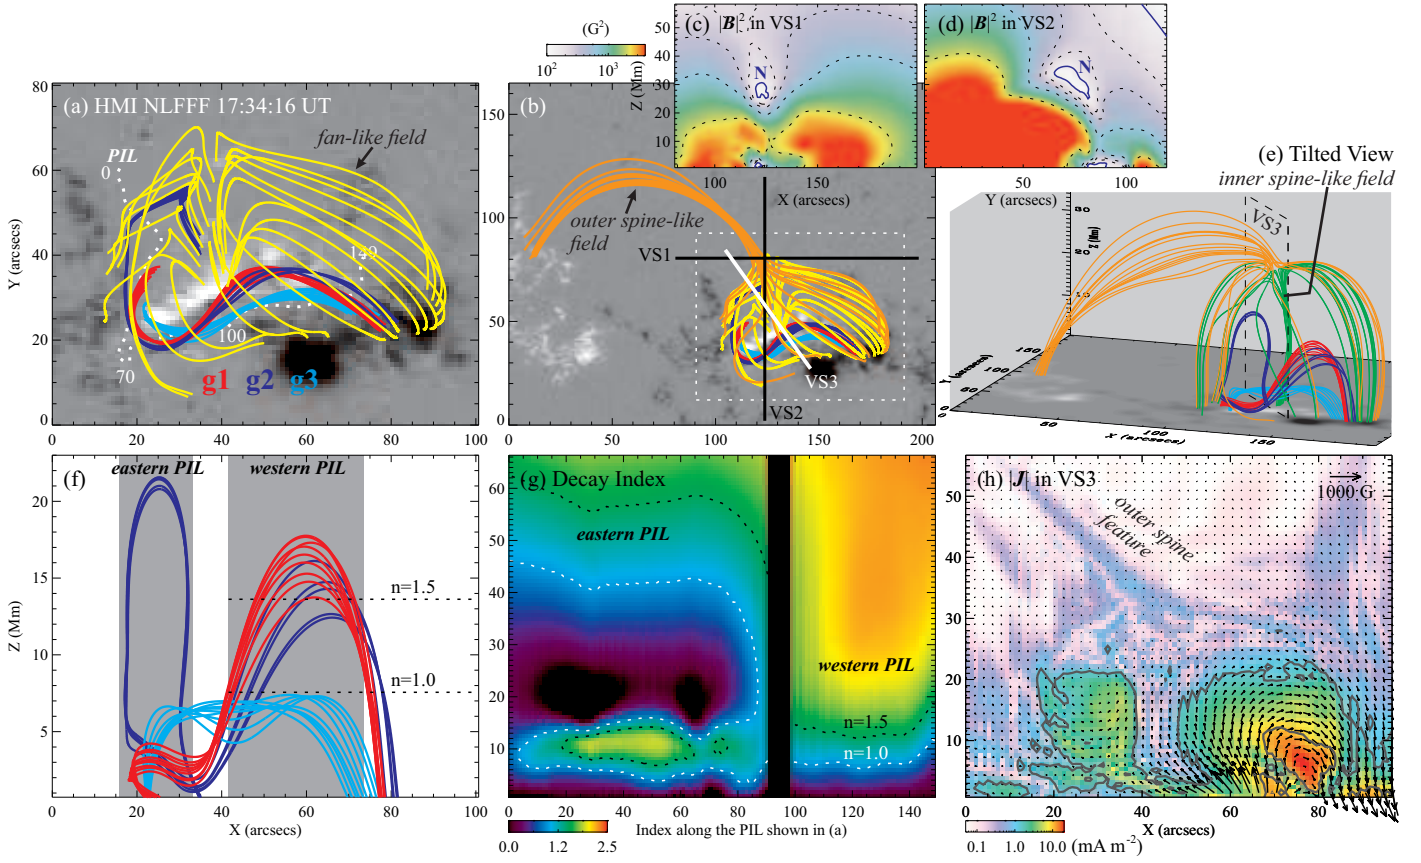 (G²)
10² 10³
(c) |B|² in VS1
N
Z (Mm)
50
40
30
20
10
100 150
X (arcsecs)
(d) |B|² in VS2
N
50 100
Y (arcsecs)
(a) HMI NLFFF 17:34:16 UT
fan-like field
PIL
0
149
100
70
g1 g2 g3
Y (arcsecs)
80
60
40
20
0
0 20 40 60 80 100
(b)
outer spine-like
field
VS1
VS2
VS3
150
100
50
0
0 50 100 150 200
(e) Tilted View
inner spine-like field
VS3
Z (Mm)
Y (arcsecs)
X (arcsecs)
50 100 150
(f)
eastern PIL western PIL
n=1.5
n=1.0
Z (Mm)
20
15
10
5
0 20 40 60 80 100
X (arcsecs)
(g) Decay Index
eastern PIL
western PIL
n=1.5
n=1.0
60
50
40
30
20
10
0 20 40 60 80 100 120 140
Index along the PIL shown in (a)
0.0 1.2 2.5
(h) |J| in VS3
1000 G
outer spine
feature
50
40
30
20
10
0 20 40 60 80
X (arcsecs)
0.1 1.0 10.0 (mA m⁻²)